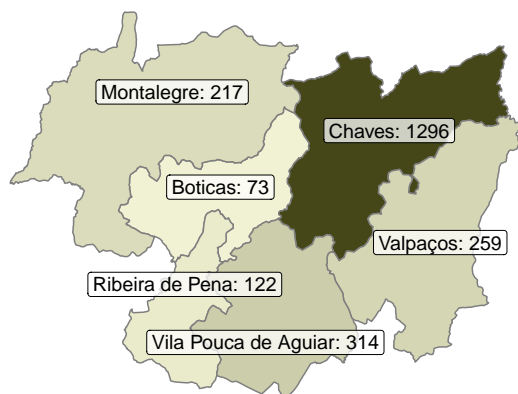 Montalegre: 217
Chaves: 1296
Boticas: 73
Valpaços: 259
Ribeira de Pena: 122
Vila Pouca de Aguiar: 314